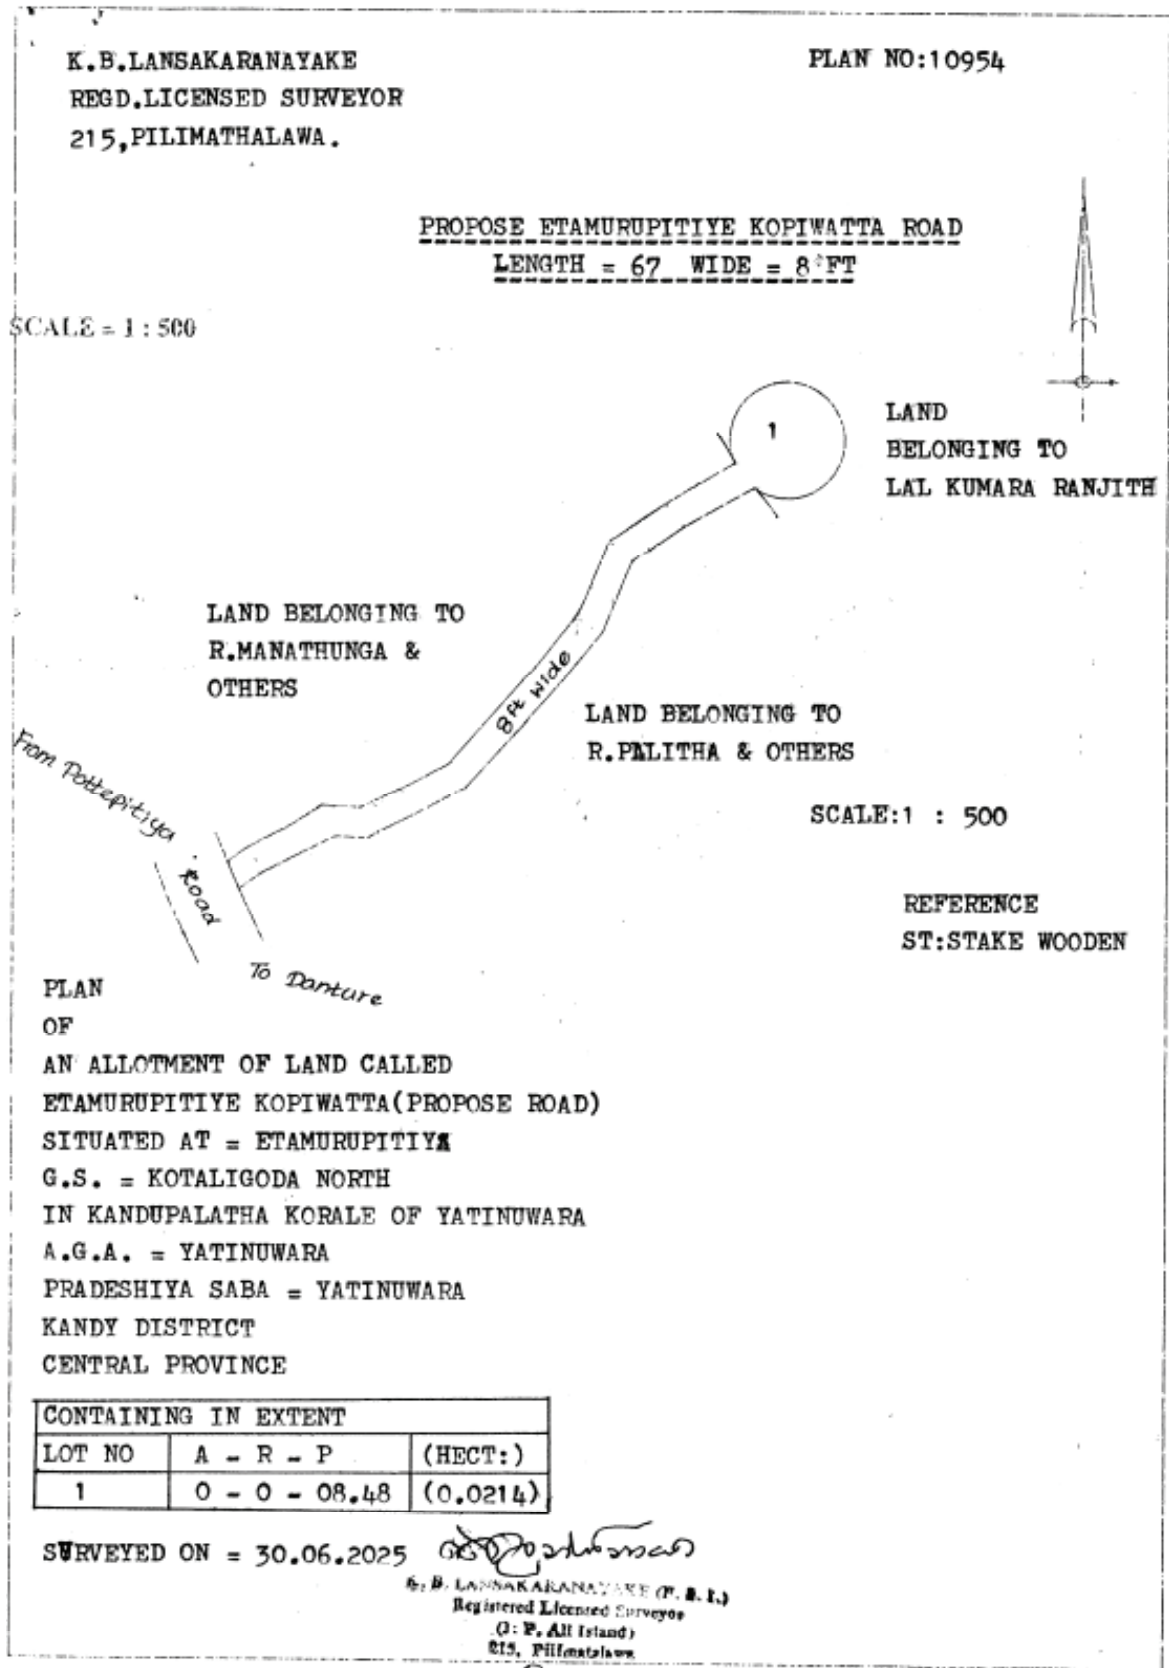 K.B.LANSAKARANAYAKE
REGD.LICENSED SURVEYOR
215,PILIMATHALAWA.
PLAN NO:10954
PROPOSE ETAMURUPITIYE KOPIWATTA ROAD
LENGTH = 67 WIDE = 8 FT
SCALE = 1 : 500
1
LAND
BELONGING TO
LAL KUMARA RANJITH
LAND BELONGING TO
R.MANATHUNGA &
OTHERS
8ft wide
LAND BELONGING TO
R.PALITHA & OTHERS
From Pottepitiya
Road
To Danture
SCALE:1 : 500
REFERENCE
ST:STAKE WOODEN
PLAN
OF
AN ALLOTMENT OF LAND CALLED
ETAMURUPITIYE KOPIWATTA(PROPOSE ROAD)
SITUATED AT = ETAMURUPITIYA
G.S. = KOTALIGODA NORTH
IN KANDUPALATHA KORALE OF YATINUWARA
A.G.A. = YATINUWARA
PRADESHIYA SABA = YATINUWARA
KANDY DISTRICT
CENTRAL PROVINCE
CONTAINING IN EXTENT
LOT NO A - R - P (HECT:)
1 0 - 0 - 08.48 (0.0214)
SURVEYED ON = 30.06.2025
K. B. LANSAKARANAYAKE
Registered Licensed Surveyor
(J: P. All Island)
215, Pilimatalawa